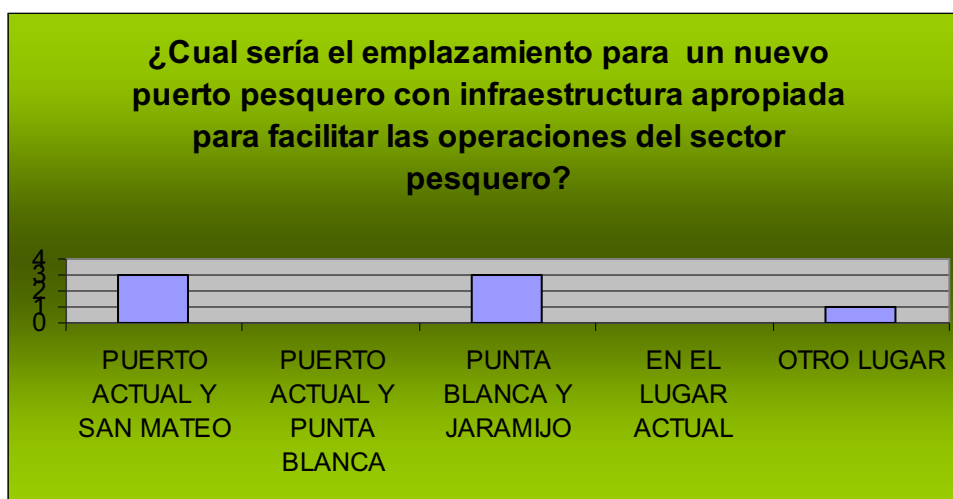 ¿Cual sería el emplazamiento para un nuevo
puerto pesquero con infraestructura apropiada
para facilitar las operaciones del sector
pesquero?
4
3
2
1
0
PUERTO
ACTUAL Y
SAN MATEO
PUERTO
ACTUAL Y
PUNTA
BLANCA
PUNTA
BLANCA Y
JARAMIJO
EN EL
LUGAR
ACTUAL
OTRO LUGAR